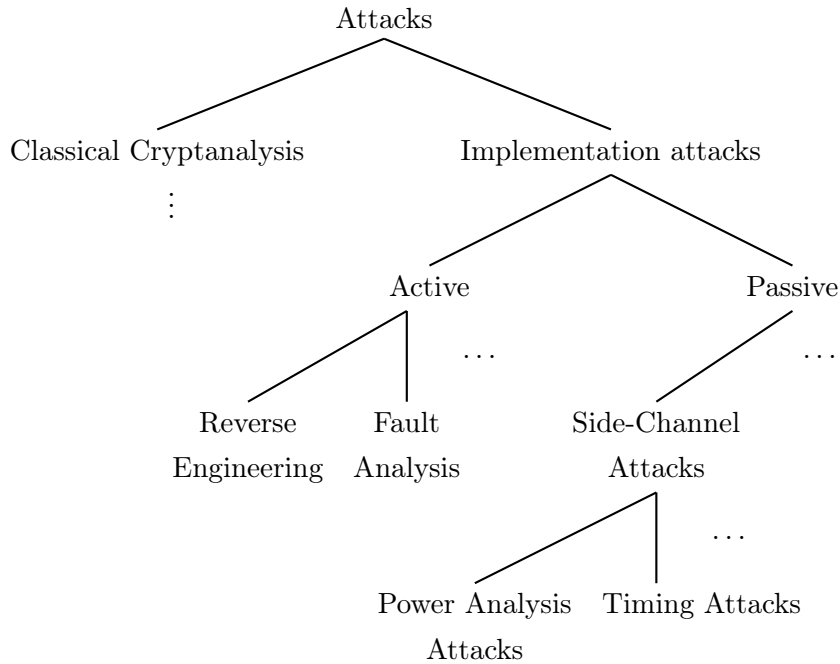 Attacks
Classical Cryptanalysis
Implementation attacks
⋮
Active
Passive
...
...
Reverse
Engineering
Fault
Analysis
Side-Channel
Attacks
...
Power Analysis
Attacks
Timing Attacks